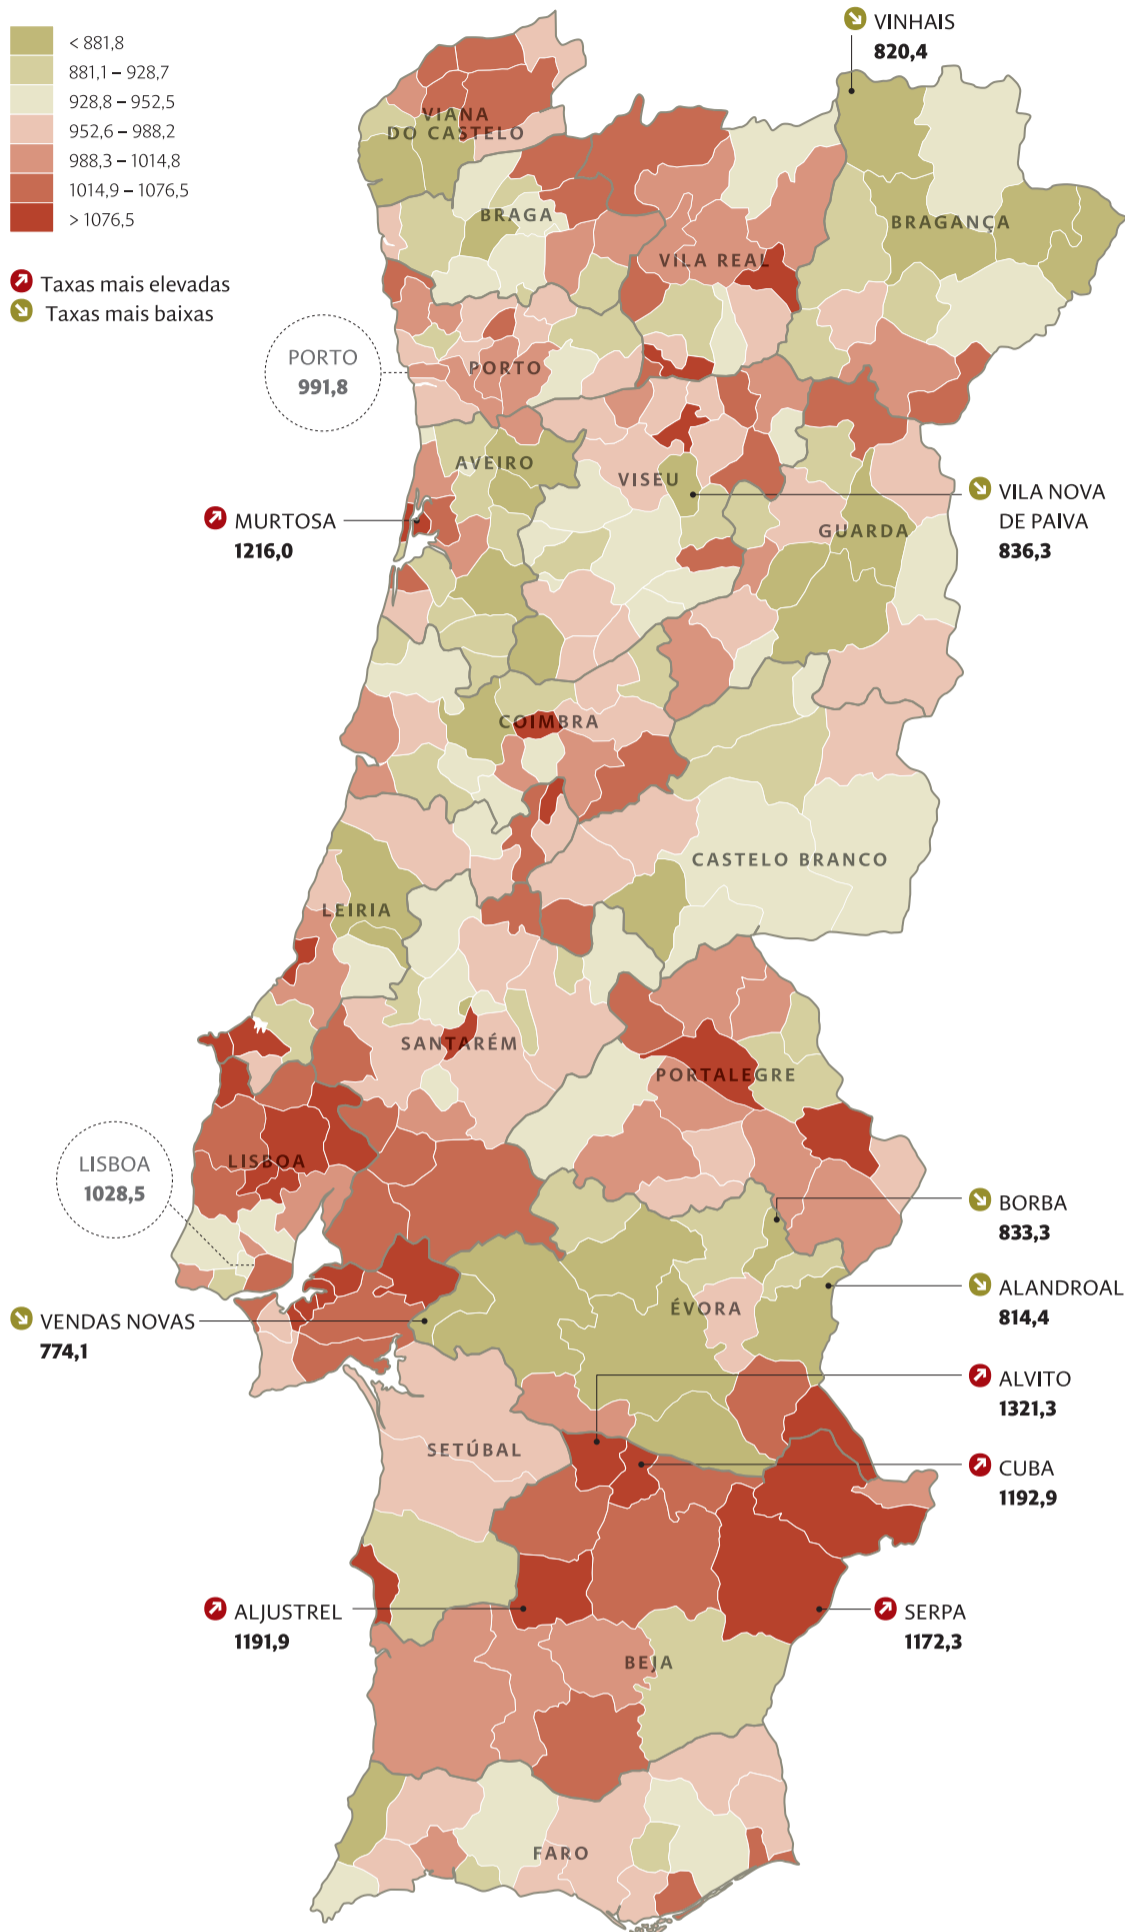 < 881,8
881,1 – 928,7
928,8 – 952,5
952,6 – 988,2
988,3 – 1014,8
1014,9 – 1076,5
> 1076,5
Taxas mais elevadas
Taxas mais baixas
VINHAIS
820,4
VIANA
DO CASTELO
BRAGA
BRAGANÇA
VILA REAL
PORTO
991,8
PORTO
AVEIRO
VISEU
VILA NOVA
DE PAIVA
836,3
GUARDA
MURTOSA
1216,0
COIMBRA
CASTELO BRANCO
LEIRIA
SANTARÉM
PORTALEGRE
LISBOA
LISBOA
1028,5
BORBA
833,3
ALANDROAL
814,4
ÉVORA
VENDAS NOVAS
774,1
ALVITO
1321,3
SETÚBAL
CUBA
1192,9
ALJUSTREL
1191,9
SERPA
1172,3
BEJA
FARO